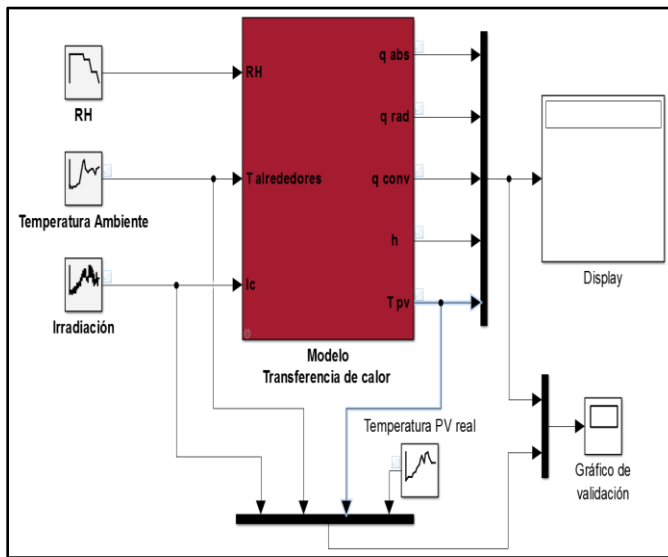 RH
Temperatura Ambiente
Irradiación
RH
T alrededores
Ic
q abs
q rad
q conv
h
T pv
Modelo
Transferencia de calor
Display
Temperatura PV real
Gráfico de
validación